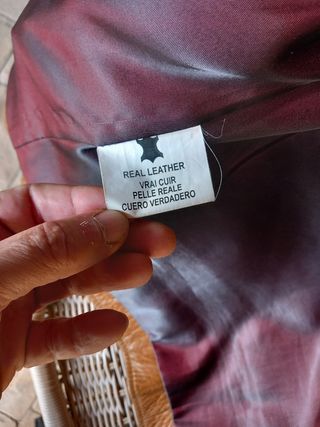 REAL LEATHER
VRAI CUIR
PELLE REALE
CUERO VERDADERO